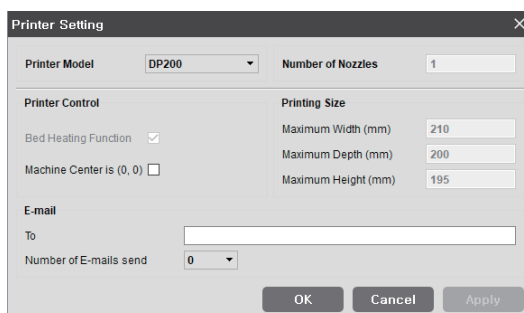 Printer Setting
Printer Model DP200 Number of Nozzles 1
Printer Control Printing Size
Bed Heating Function Maximum Width (mm) 210
Machine Center is (0, 0) Maximum Depth (mm) 200
Maximum Height (mm) 195
E-mail
To
Number of E-mails send 0
OK Cancel Apply